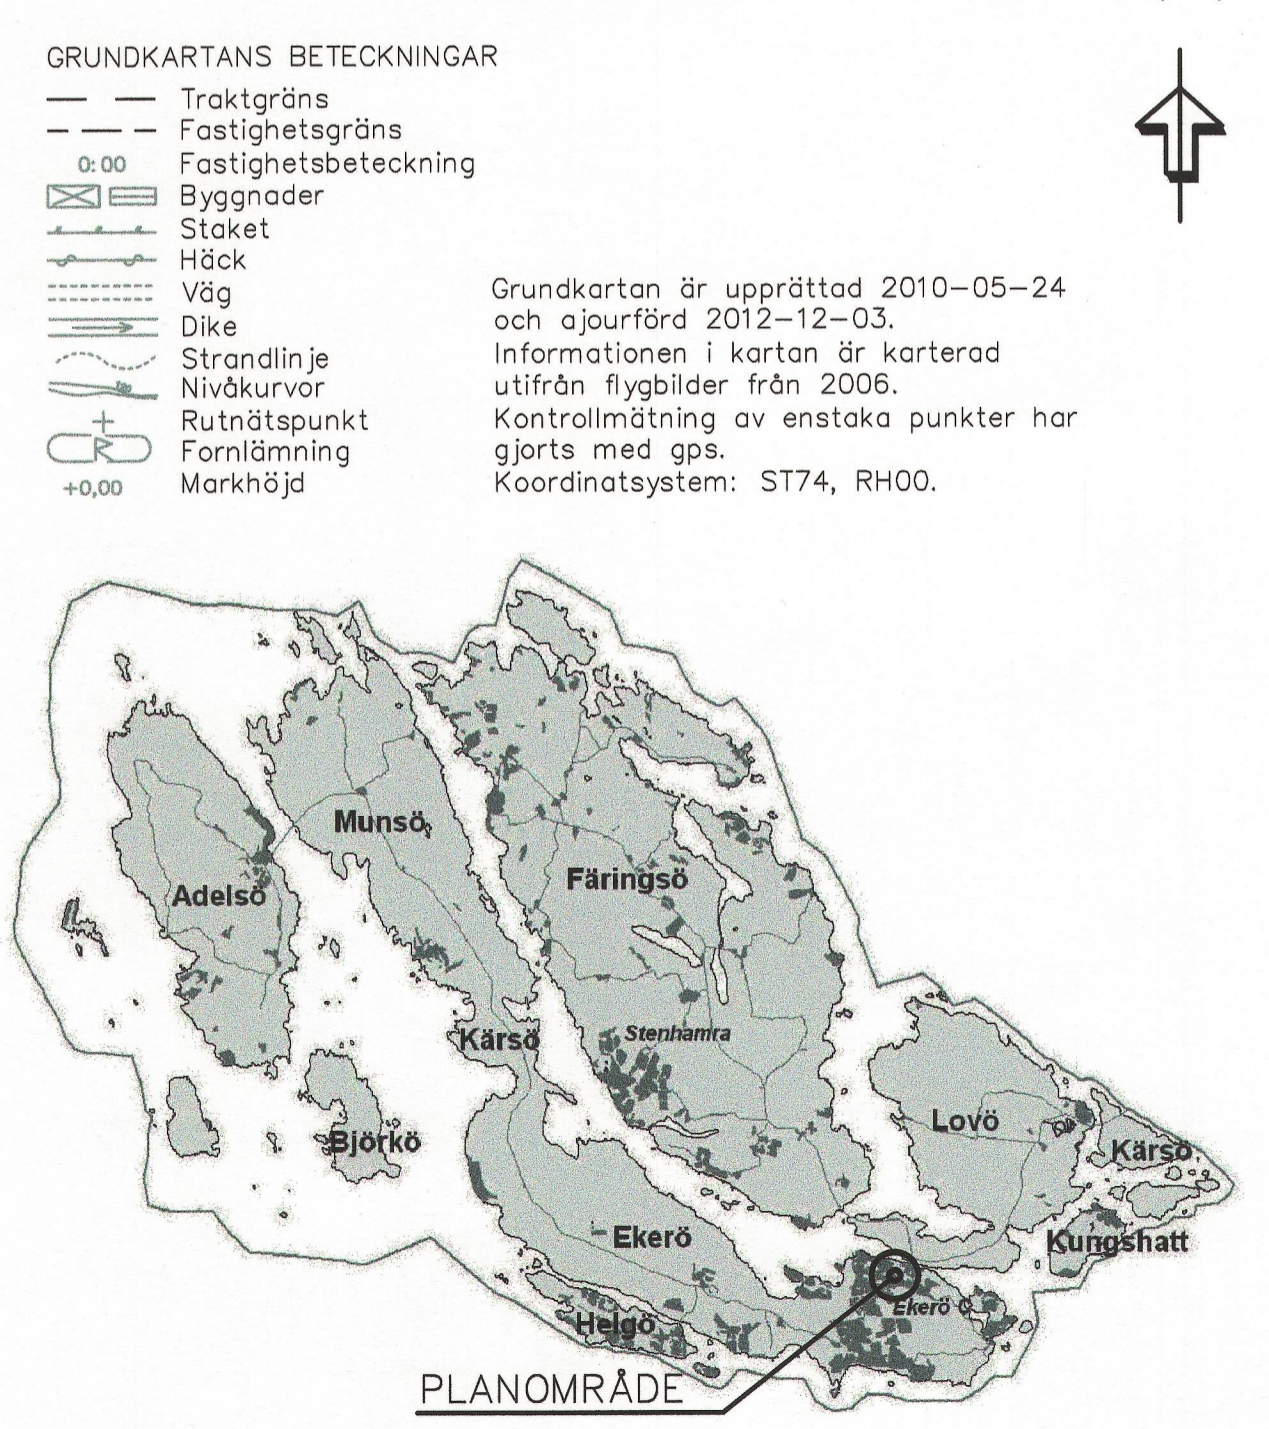 GRUNDKARTANS BETECKNINGAR
Traktgräns
Fastighetsgräns
0:00 Fastighetsbeteckning
Byggnader
Staket
Häck
Väg
Dike
Strandlinje
Nivåkurvor
Rutnätspunkt
R Fornlämning
+0,00 Markhöjd
Grundkartan är upprättad 2010-05-24
och ajourförd 2012-12-03.
Informationen i kartan är karterad
utifrån flygbilder från 2006.
Kontrollmätning av enstaka punkter har
gjorts med gps.
Koordinatsystem: ST74, RH00.
Munsö
Färingsö
Adelsö
Stenhamra
Kärsö
Lovö
Björkö
Kärsö
Ekerö
Kungshatt
Ekerö C
Helgö
PLANOMRÅDE